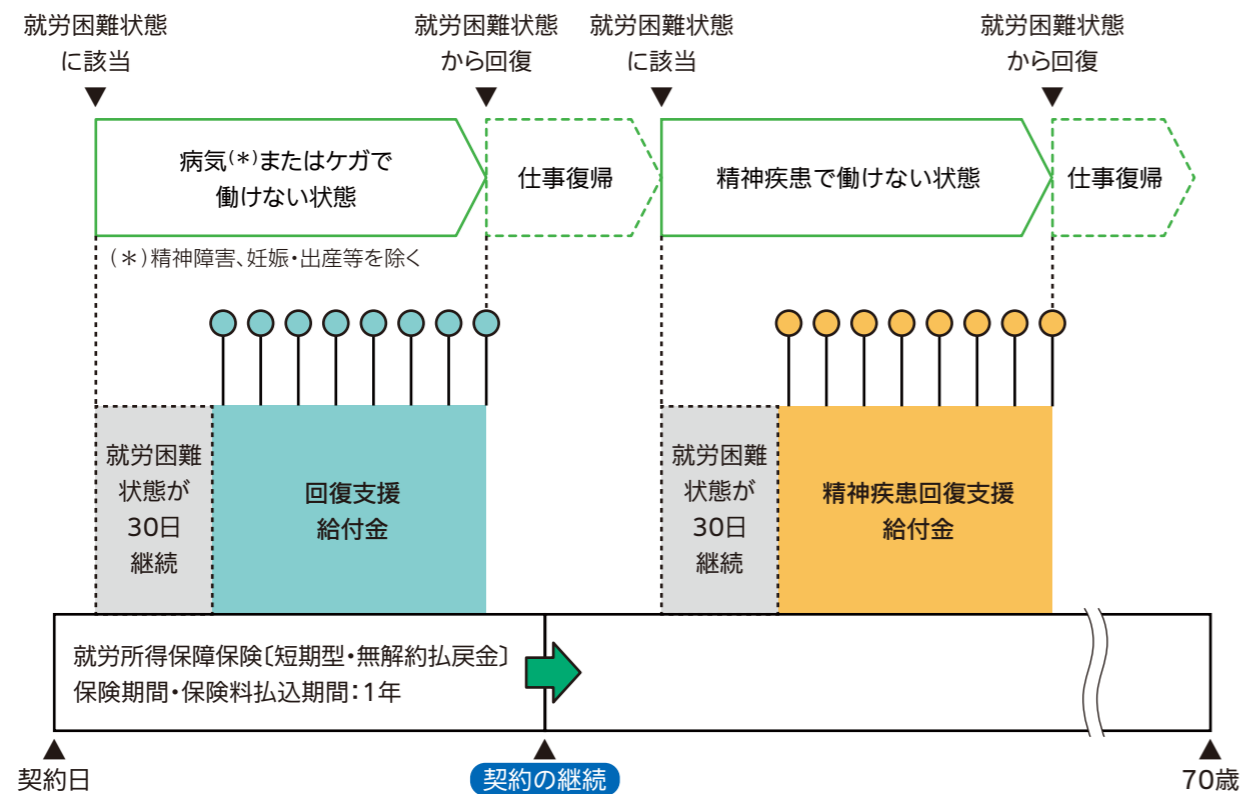 就労困難状態
に該当
就労困難状態
から回復
就労困難状態
に該当
就労困難状態
から回復
病気(*)またはケガで
働けない状態
仕事復帰
精神疾患で働けない状態
仕事復帰
(*)精神障害、妊娠・出産等を除く
就労困難
状態が
30日
継続
回復支援
給付金
就労困難
状態が
30日
継続
精神疾患回復支援
給付金
就労所得保障保険〔短期型・無解約払戻金〕
保険期間・保険料払込期間：1年
契約日
契約の継続
70歳